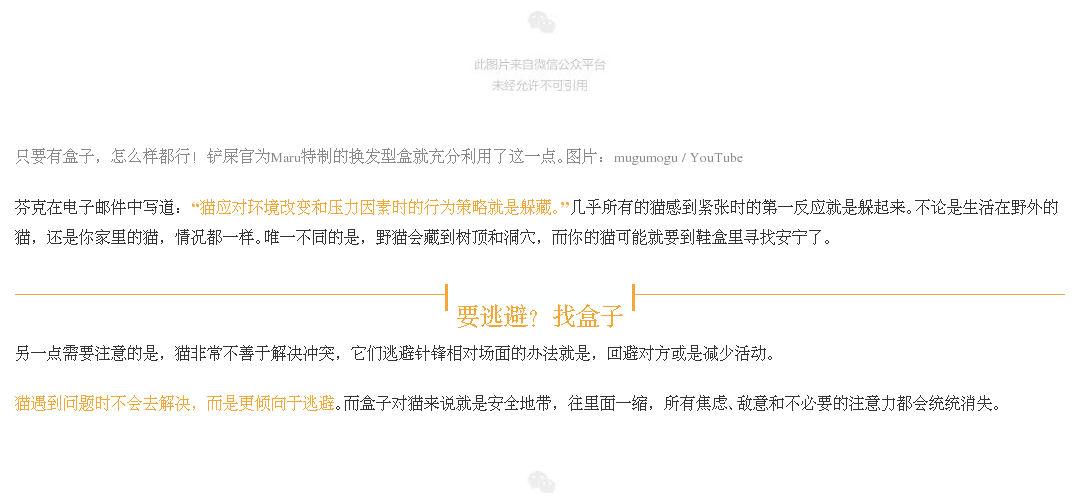 此图片来自微信公众平台
未经允许不可引用
只要有盒子，怎么样都行！铲屎官为Maru特制的换发型盒就充分利用了这一点。图片：mugumogu / YouTube
芬克在电子邮件中写道：“猫应对环境改变和压力因素时的行为策略就是躲藏。”几乎所有的猫感到紧张时的第一反应就是躲起来。不论是生活在野外的
猫，还是你家里的猫，情况都一样。唯一不同的是，野猫会藏到树顶和洞穴，而你的猫可能就要到鞋盒里寻找安宁了。
要逃避？找盒子
另一点需要注意的是，猫非常不善于解决冲突，它们逃避针锋相对场面的办法就是，回避对方或是减少活动。
猫遇到问题时不会去解决，而是更倾向于逃避。而盒子对猫来说就是安全地带，往里面一缩，所有焦虑、敌意和不必要的注意力都会统统消失。